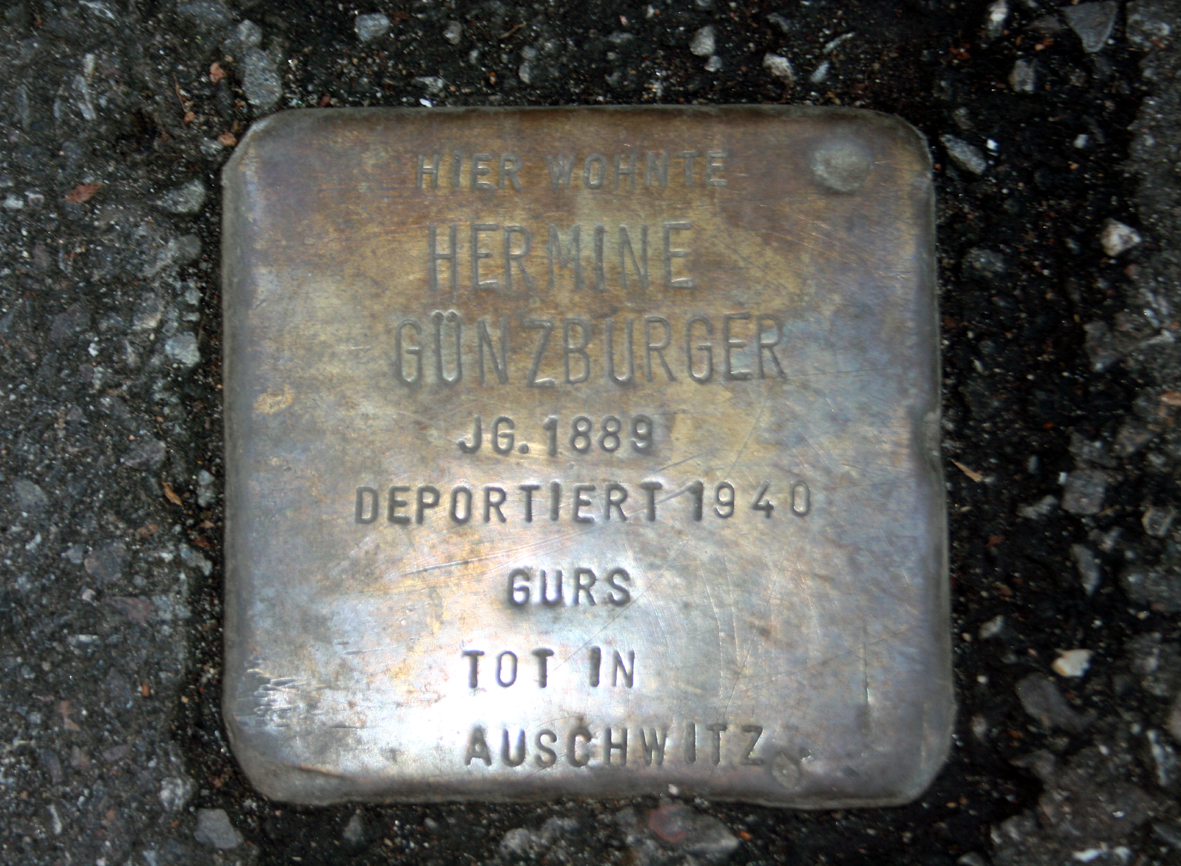 HIER WOHNTE
HERMINE
GÜNZBURGER
JG. 1889
DEPORTIERT 1940
GURS
TOT IN
AUSCHWITZ